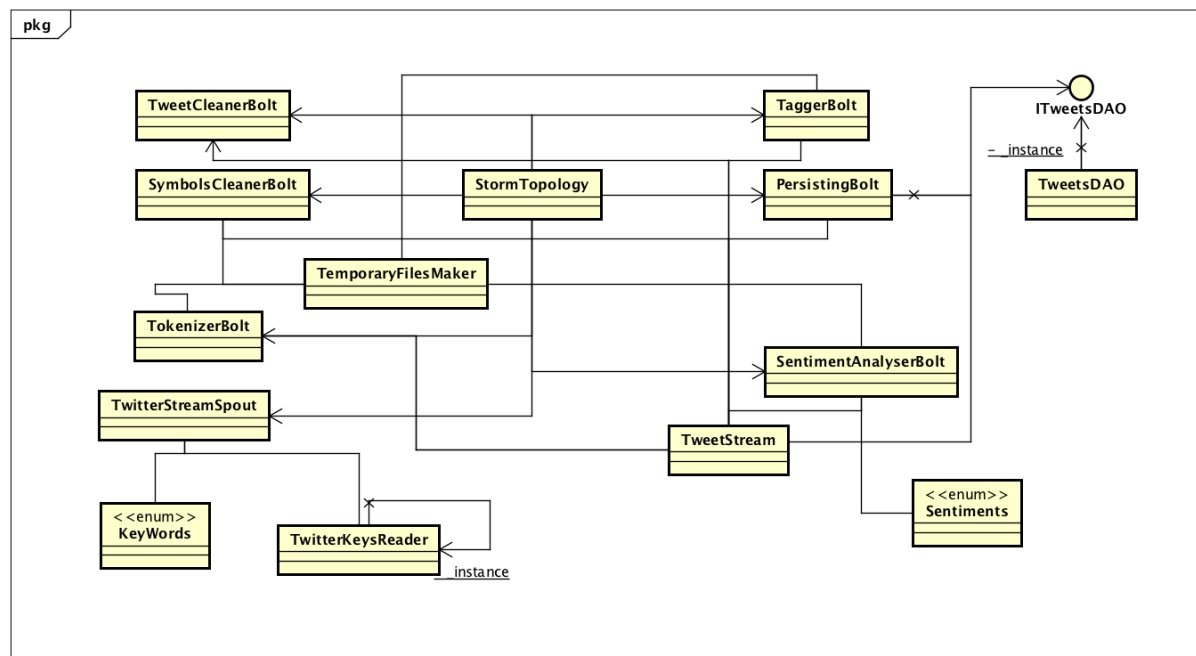 pkg
TweetCleanerBolt
TaggerBolt
ITweetsDAO
- _instance
SymbolsCleanerBolt
StormTopology
PersistingBolt
TweetsDAO
TemporaryFilesMaker
TokenizerBolt
SentimentAnalyserBolt
TwitterStreamSpout
TweetStream
<<enum>>
KeyWords
<<enum>>
Sentiments
TwitterKeysReader
_instance